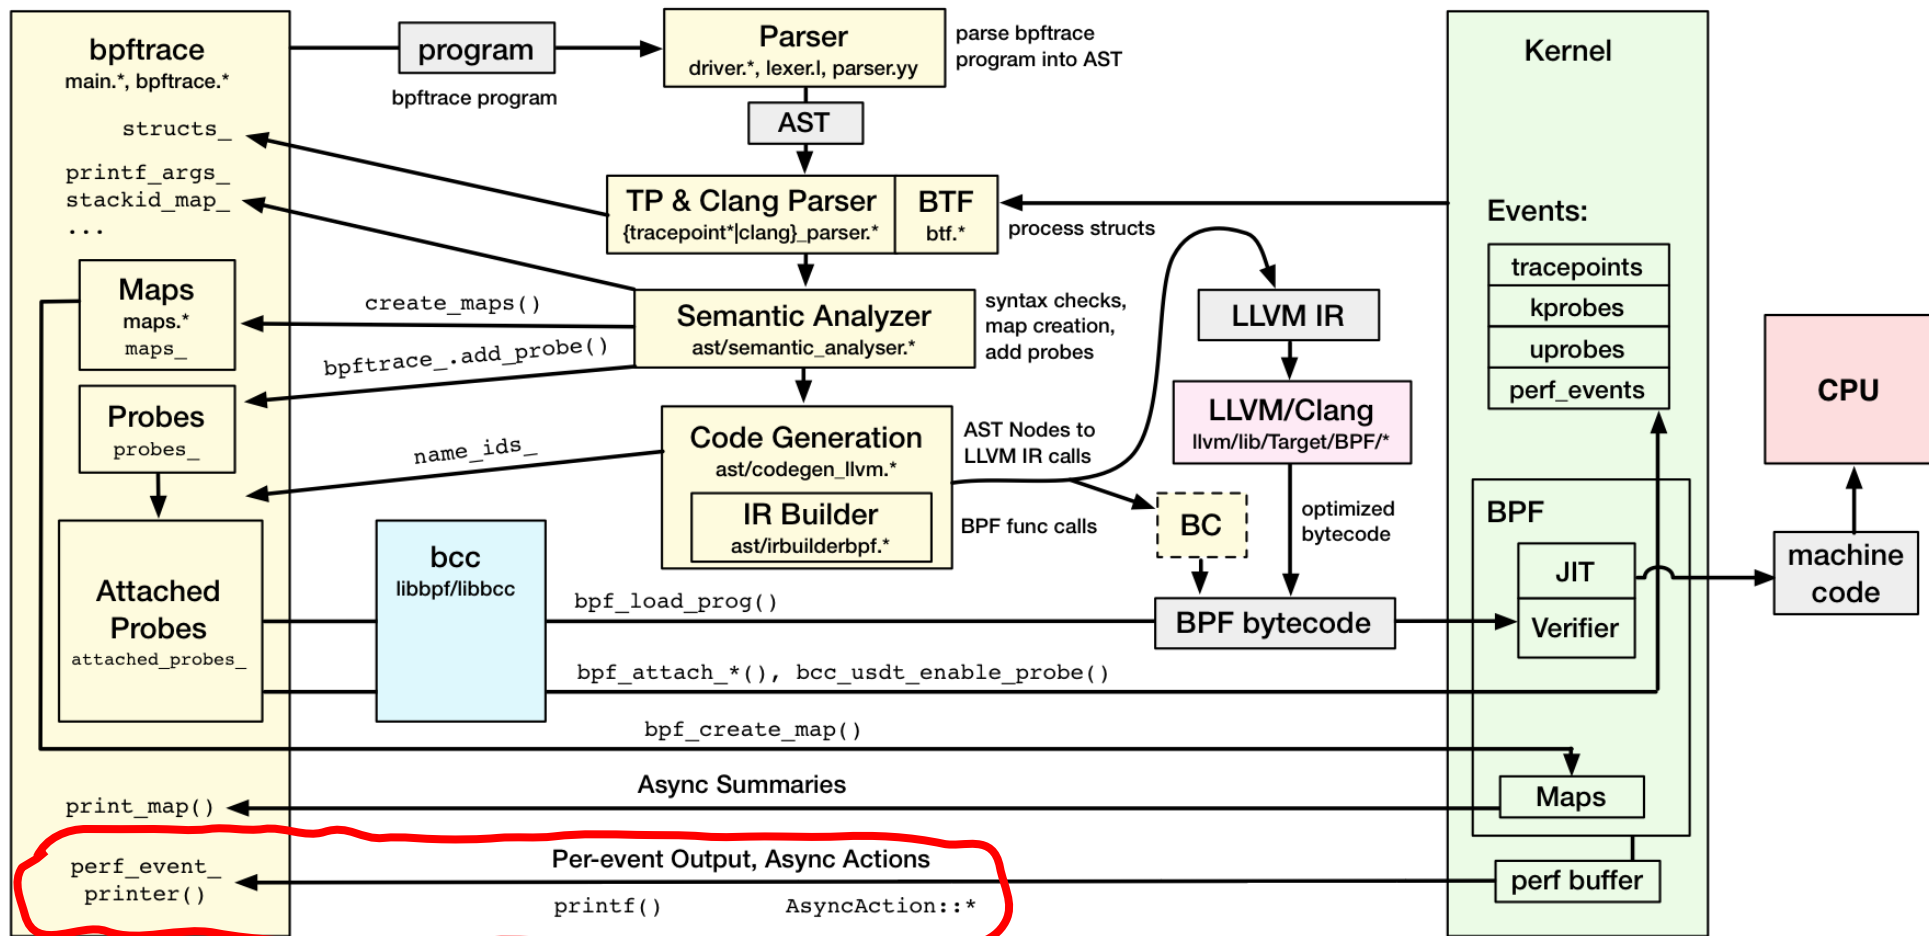 bpftrace
main.*, bpftrace.*
structs_
printf_args_
stackid_map_
...
Maps
maps.*
maps_
Probes
probes_
Attached
Probes
attached_probes_
print_map()
perf_event_
printer()
program
bpftrace program
Parser
driver.*, lexer.l, parser.yy
parse bpftrace
program into AST
AST
TP & Clang Parser
{tracepoint*|clang}_parser.*
BTF
btf.*
process structs
create_maps()
bpftrace_.add_probe()
name_ids_
Semantic Analyzer
ast/semantic_analyser.*
syntax checks,
map creation,
add probes
Code Generation
ast/codegen_llvm.*
IR Builder
ast/irbuilderbpf.*
AST Nodes to
LLVM IR calls
BPF func calls
LLVM IR
LLVM/Clang
llvm/lib/Target/BPF/*
BC
optimized
bytecode
bcc
libbpf/libbcc
bpf_load_prog()
BPF bytecode
bpf_attach_*(), bcc_usdt_enable_probe()
bpf_create_map()
Async Summaries
Per-event Output, Async Actions
printf()
AsyncAction::*
Kernel
Events:
tracepoints
kprobes
uprobes
perf_events
BPF
JIT
Verifier
Maps
perf buffer
CPU
machine
code